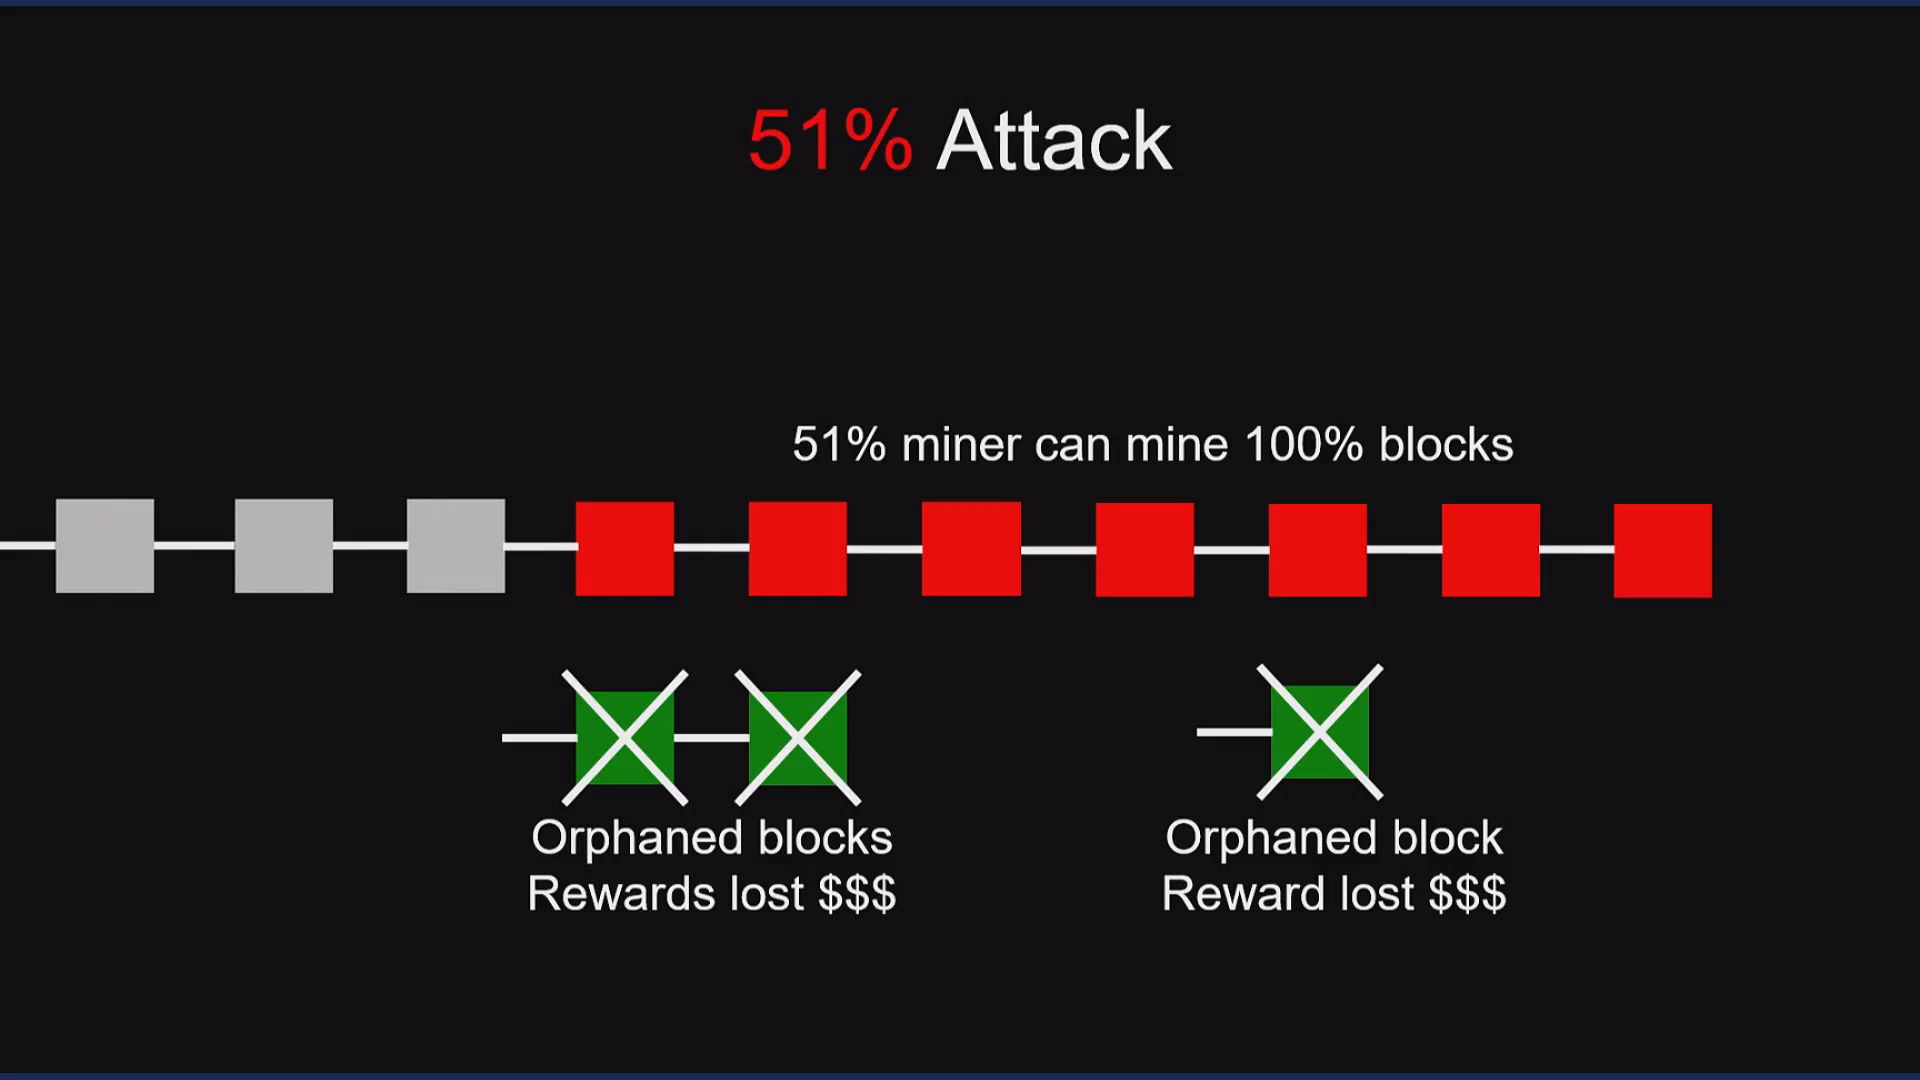 51% Attack
51% miner can mine 100% blocks
Orphaned blocks
Rewards lost $$$
Orphaned block
Reward lost $$$